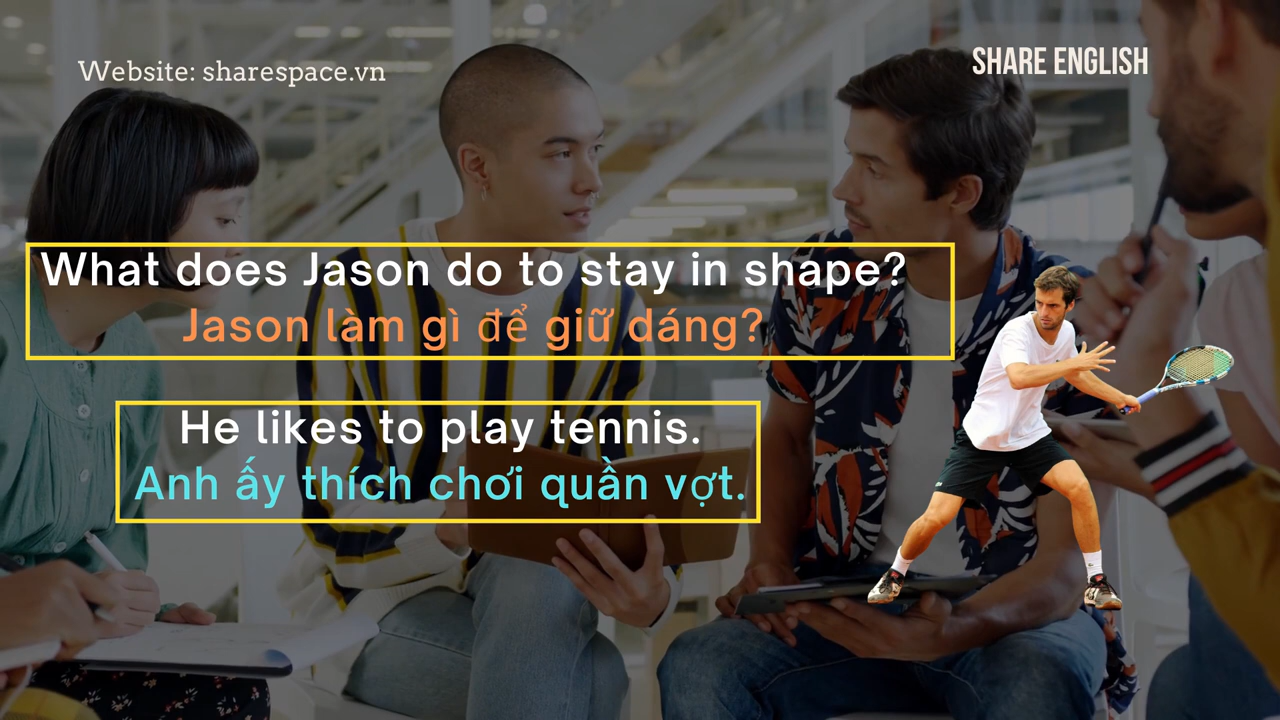 Website: sharespace.vn
SHARE ENGLISH
What does Jason do to stay in shape?
Jason làm gì để giữ dáng?
He likes to play tennis.
Anh ấy thích chơi quần vợt.